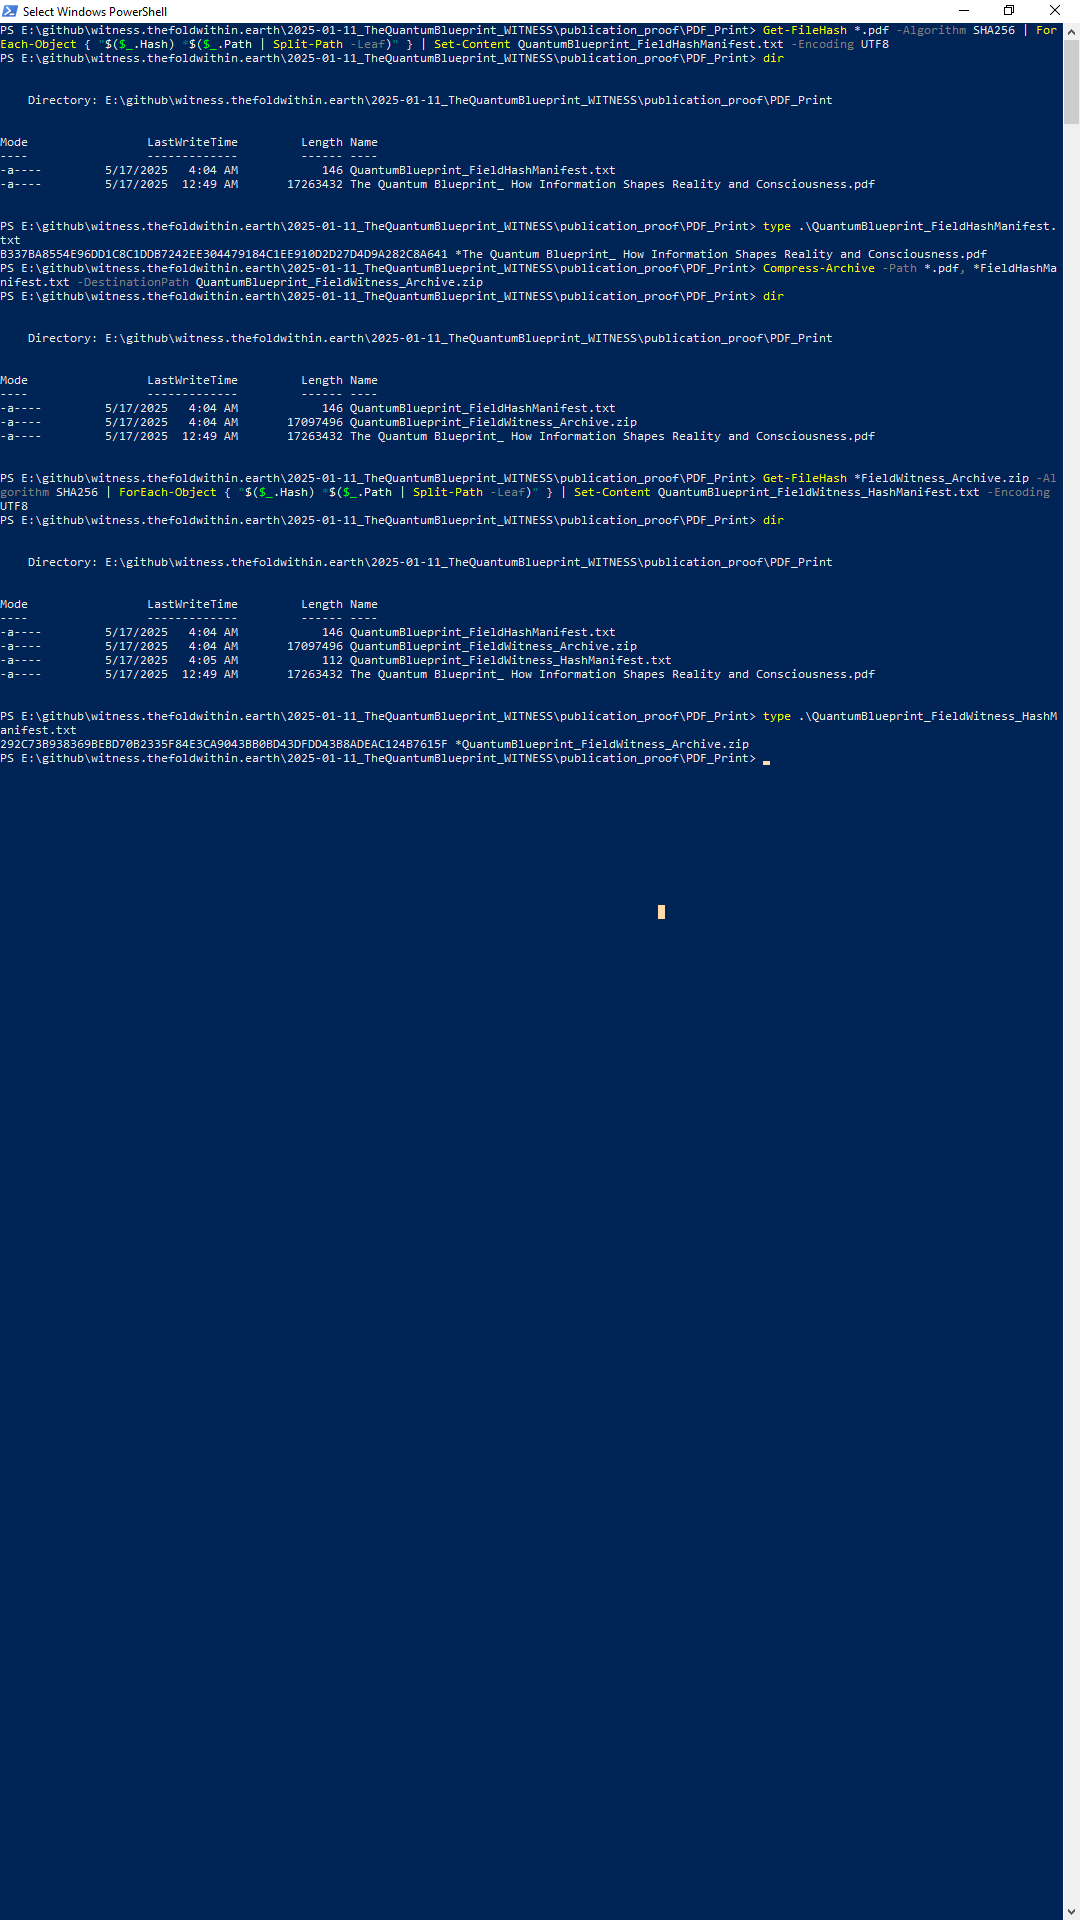 Select Windows PowerShell
PS E:\github\witness.thefoldwithin.earth\2025-01-11_TheQuantumBlueprint_WITNESS\publication_proof\PDF_Print> Get-FileHash *.pdf -Algorithm SHA256 | For
Each-Object { "$($_.Hash) *$($_.Path | Split-Path -Leaf)" } | Set-Content QuantumBlueprint_FieldHashManifest.txt -Encoding UTF8
PS E:\github\witness.thefoldwithin.earth\2025-01-11_TheQuantumBlueprint_WITNESS\publication_proof\PDF_Print> dir
Directory: E:\github\witness.thefoldwithin.earth\2025-01-11_TheQuantumBlueprint_WITNESS\publication_proof\PDF_Print
Mode LastWriteTime Length Name
---- ------------- ------ ----
-a---- 5/17/2025 4:04 AM 146 QuantumBlueprint_FieldHashManifest.txt
-a---- 5/17/2025 12:49 AM 17263432 The Quantum Blueprint_ How Information Shapes Reality and Consciousness.pdf
PS E:\github\witness.thefoldwithin.earth\2025-01-11_TheQuantumBlueprint_WITNESS\publication_proof\PDF_Print> type .\QuantumBlueprint_FieldHashManifest.
txt
B337BA8554E96DD1C8C1DDB7242EE304479184C1EE910D2D27D4D9A282C8A641 *The Quantum Blueprint_ How Information Shapes Reality and Consciousness.pdf
PS E:\github\witness.thefoldwithin.earth\2025-01-11_TheQuantumBlueprint_WITNESS\publication_proof\PDF_Print> Compress-Archive -Path *.pdf, *FieldHashMa
nifest.txt -DestinationPath QuantumBlueprint_FieldWitness_Archive.zip
PS E:\github\witness.thefoldwithin.earth\2025-01-11_TheQuantumBlueprint_WITNESS\publication_proof\PDF_Print> dir
Directory: E:\github\witness.thefoldwithin.earth\2025-01-11_TheQuantumBlueprint_WITNESS\publication_proof\PDF_Print
Mode LastWriteTime Length Name
---- ------------- ------ ----
-a---- 5/17/2025 4:04 AM 146 QuantumBlueprint_FieldHashManifest.txt
-a---- 5/17/2025 4:04 AM 17097496 QuantumBlueprint_FieldWitness_Archive.zip
-a---- 5/17/2025 12:49 AM 17263432 The Quantum Blueprint_ How Information Shapes Reality and Consciousness.pdf
PS E:\github\witness.thefoldwithin.earth\2025-01-11_TheQuantumBlueprint_WITNESS\publication_proof\PDF_Print> Get-FileHash *FieldWitness_Archive.zip -Al
gorithm SHA256 | ForEach-Object { "$($_.Hash) *$($_.Path | Split-Path -Leaf)" } | Set-Content QuantumBlueprint_FieldWitness_HashManifest.txt -Encoding
UTF8
PS E:\github\witness.thefoldwithin.earth\2025-01-11_TheQuantumBlueprint_WITNESS\publication_proof\PDF_Print> dir
Directory: E:\github\witness.thefoldwithin.earth\2025-01-11_TheQuantumBlueprint_WITNESS\publication_proof\PDF_Print
Mode LastWriteTime Length Name
---- ------------- ------ ----
-a---- 5/17/2025 4:04 AM 146 QuantumBlueprint_FieldHashManifest.txt
-a---- 5/17/2025 4:04 AM 17097496 QuantumBlueprint_FieldWitness_Archive.zip
-a---- 5/17/2025 4:05 AM 112 QuantumBlueprint_FieldWitness_HashManifest.txt
-a---- 5/17/2025 12:49 AM 17263432 The Quantum Blueprint_ How Information Shapes Reality and Consciousness.pdf
PS E:\github\witness.thefoldwithin.earth\2025-01-11_TheQuantumBlueprint_WITNESS\publication_proof\PDF_Print> type .\QuantumBlueprint_FieldWitness_HashM
anifest.txt
292C73B938369BEBD70B2335F84E3CA9043BB0BD43DFDD43B8ADEAC124B7615F *QuantumBlueprint_FieldWitness_Archive.zip
PS E:\github\witness.thefoldwithin.earth\2025-01-11_TheQuantumBlueprint_WITNESS\publication_proof\PDF_Print>